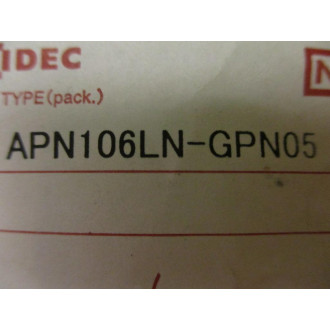 IDEC
N
TYPE(pack.)
APN106LN-GPN05